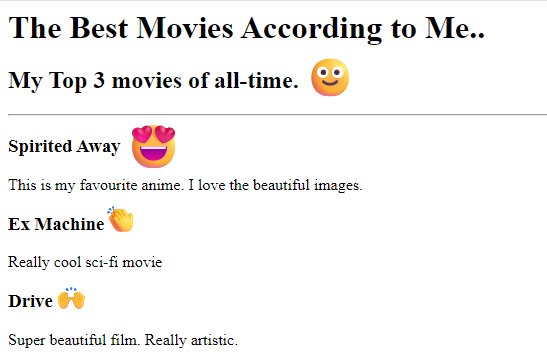 The Best Movies According to Me..
My Top 3 movies of all-time.
Spirited Away
This is my favourite anime. I love the beautiful images.
Ex Machine
Really cool sci-fi movie
Drive
Super beautiful film. Really artistic.